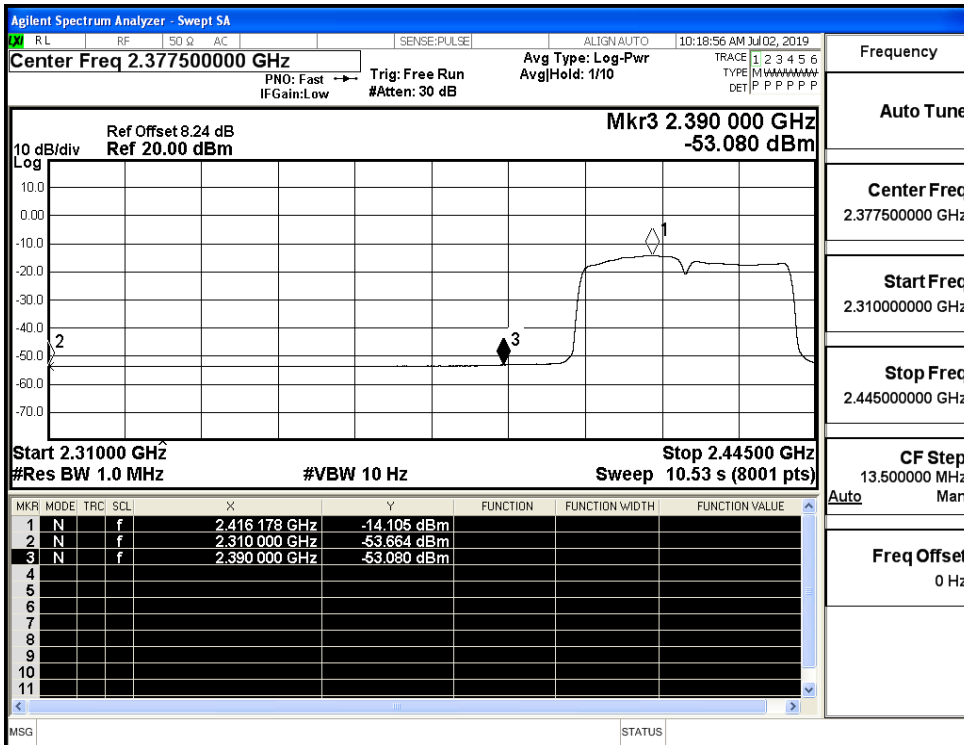 Agilent Spectrum Analyzer - Swept SA
LXI RL RF 50 Ω AC SENSE:PULSE ALIGN AUTO 10:18:56 AM Jul 02, 2019
Center Freq 2.377500000 GHz
PNO: Fast
IFGain:Low
Trig: Free Run
#Atten: 30 dB
Avg Type: Log-Pwr
Avg|Hold: 1/10
TRACE 1 2 3 4 5 6
TYPE M W W W W W
DET P P P P P P
Mkr3 2.390 000 GHz
-53.080 dBm
Ref Offset 8.24 dB
10 dB/div Ref 20.00 dBm
Log
10.0
0.00
-10.0
-20.0
-30.0
-40.0
-50.0
-60.0
-70.0
1
2
3
Start 2.31000 GHz Stop 2.44500 GHz
#Res BW 1.0 MHz #VBW 10 Hz Sweep 10.53 s (8001 pts)
MKR MODE TRC SCL X Y FUNCTION FUNCTION WIDTH FUNCTION VALUE
1 N f 2.416 178 GHz -14.105 dBm
2 N f 2.310 000 GHz -53.664 dBm
3 N f 2.390 000 GHz -53.080 dBm
4
5
6
7
8
9
10
11
MSG STATUS
Frequency
Auto Tune
Center Freq
2.377500000 GHz
Start Freq
2.310000000 GHz
Stop Freq
2.445000000 GHz
CF Step
13.500000 MHz
Auto Man
Freq Offset
0 Hz